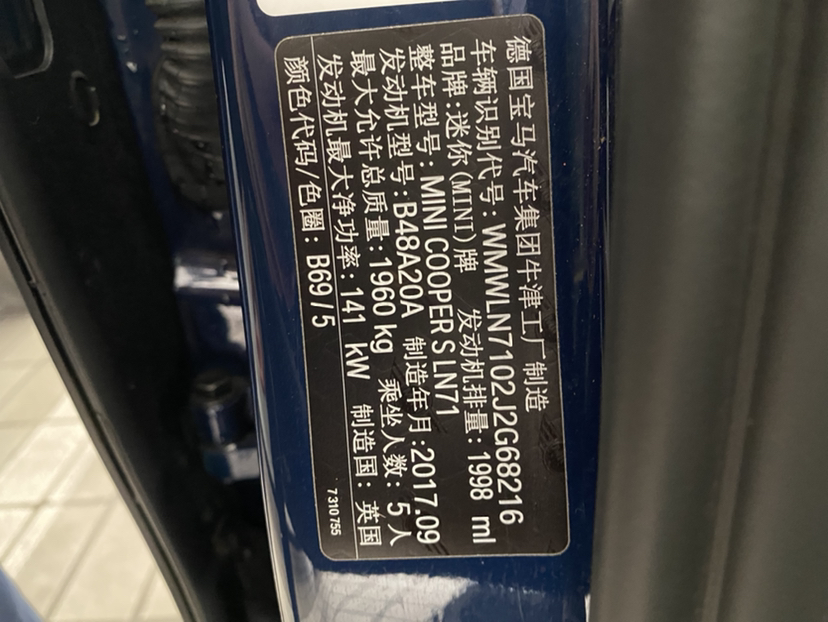 德国宝马汽车集团牛津工厂制造
车辆识别代号: WMWLN7102J2G68216
品牌:迷你(MINI)牌 发动机排量: 1998 ml
整车型号: MINI COOPER S LN71
发动机型号:B48A20A 制造年月:2017.09
最大允许总质量:1960 kg 乘坐人数: 5 人
发动机最大净功率: 141 kW 制造国: 英国
颜色代码/色圈: B69/5
7 310 755